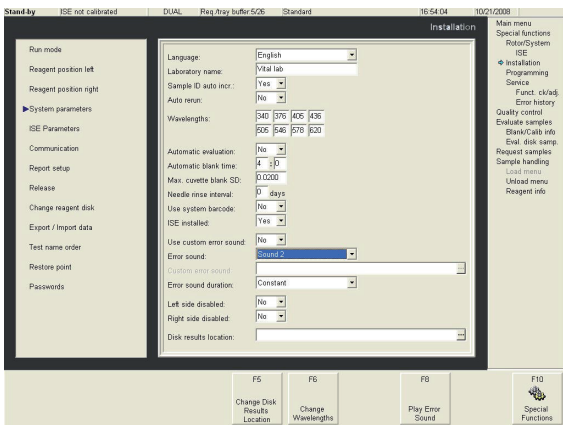 Stand-by ISE not calibrated DUAL Req./tray buffer:5/26 Standard 16:54:04 10/21/2008
Installation
Run mode
Reagent position left
Reagent position right
System parameters
ISE Parameters
Communication
Report setup
Release
Change reagent disk
Export / Import data
Test name order
Restore point
Passwords
Language: English
Laboratory name: Vital lab
Sample ID auto incr.: Yes
Auto rerun: No
Wavelengths: 340 376 405 436
505 546 578 620
Automatic evaluation: No
Automatic blank time: 4 : 0
Max. cuvette blank SD: 0.0200
Needle rinse interval: 0 days
Use system barcode: No
ISE installed: Yes
Use custom error sound: No
Error sound: Sound 2
Custom error sound ...
Error sound duration: Constant
Left side disabled: No
Right side disabled: No
Disk results location: ...
Main menu
Special functions
Rotor/System
ISE
Installation
Programming
Service
Funct. ck/adj.
Error history
Quality control
Evaluate samples
Blank/Calib info
Eval. disk samp.
Request samples
Sample handling
Load menu
Unload menu
Reagent info
F5
Change Disk
Results
Location
F6
Change
Wavelengths
F8
Play Error
Sound
F10
Special
Functions